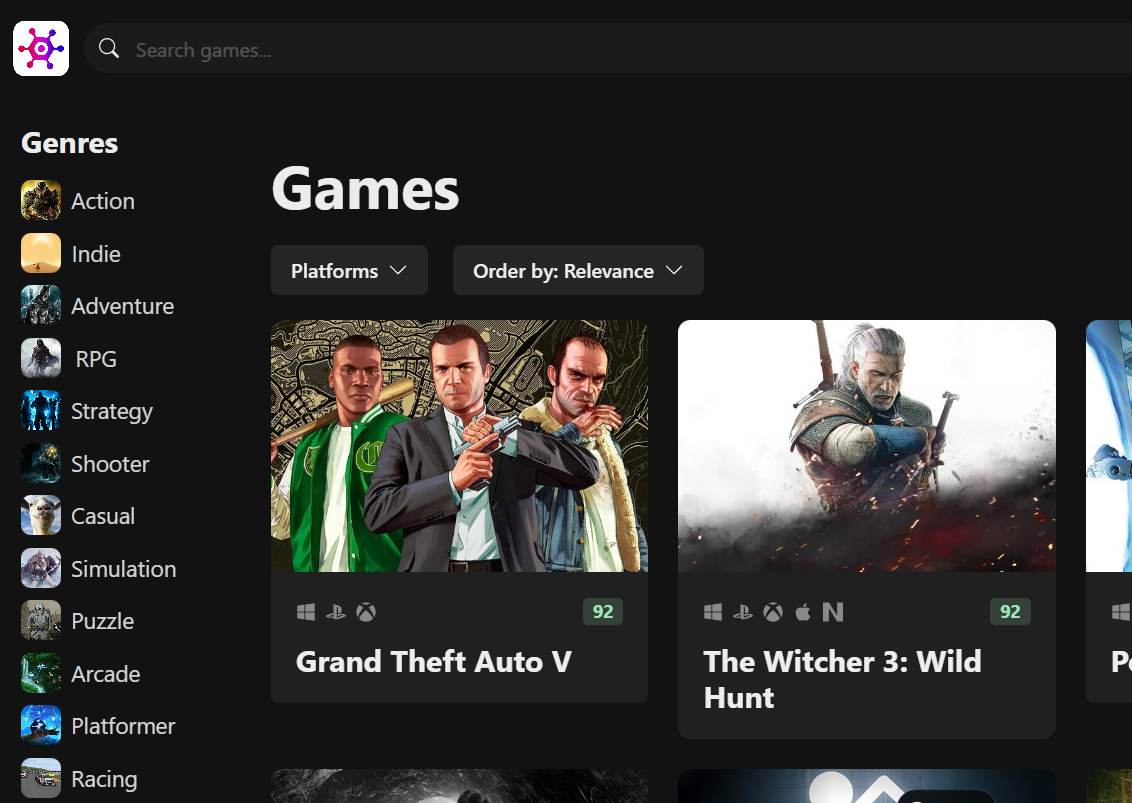 Search games...
Genres
Action
Indie
Adventure
RPG
Strategy
Shooter
Casual
Simulation
Puzzle
Arcade
Platformer
Racing
Games
Platforms
Order by: Relevance
92
Grand Theft Auto V
92
The Witcher 3: Wild
Hunt